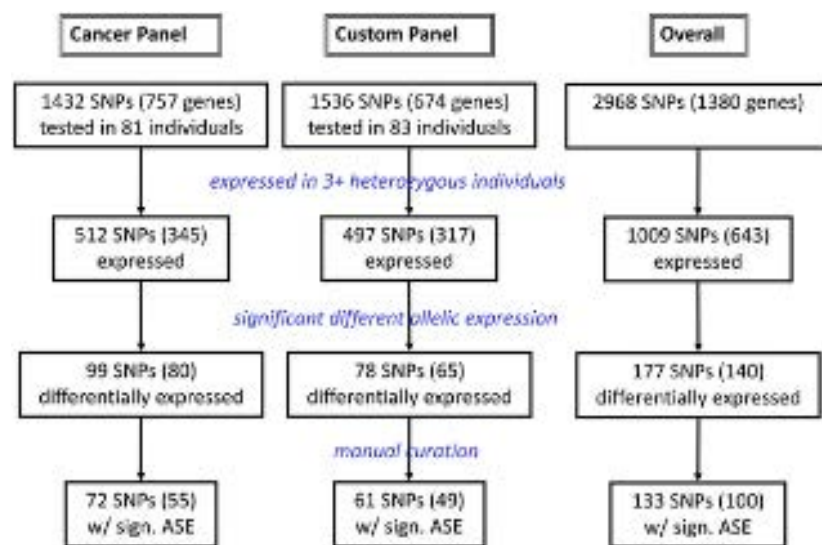 Cancer Panel
Custom Panel
Overall
1432 SNPs (757 genes)
tested in 81 individuals
1536 SNPs (674 genes)
tested in 83 individuals
2968 SNPs (1380 genes)
expressed in 3+ heterozygous individuals
512 SNPs (345)
expressed
497 SNPs (317)
expressed
1009 SNPs (643)
expressed
significant different allelic expression
99 SNPs (80)
differentially expressed
78 SNPs (65)
differentially expressed
177 SNPs (140)
differentially expressed
manual curation
72 SNPs (55)
w/ sign. ASE
61 SNPs (49)
w/ sign. ASE
133 SNPs (100)
w/ sign. ASE